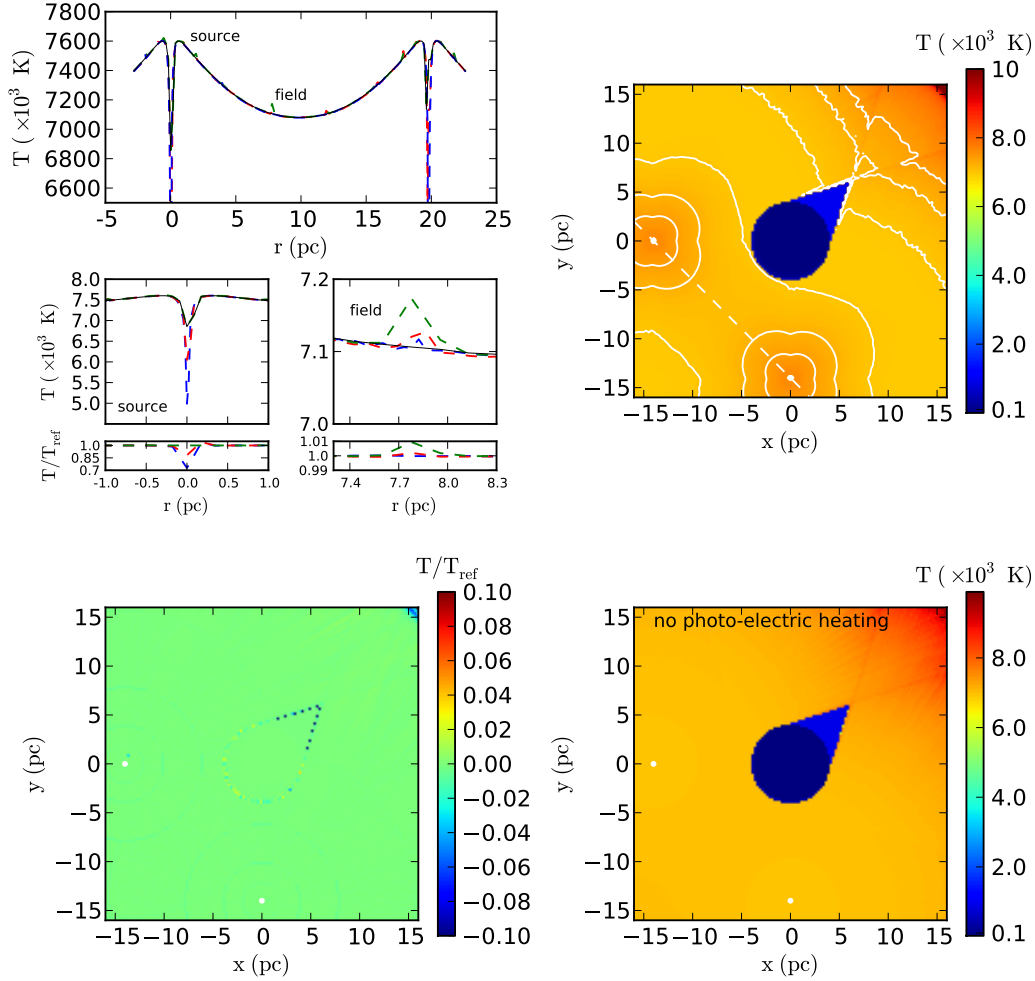 7800
7600
7400
7200
7000
6800
6600
T ( ×10³ K)
source
field
−5 0 5 10 15 20 25
r (pc)
8.0
7.5
7.0
6.5
6.0
5.5
5.0
T ( ×10³ K)
source
1.0
0.85
0.7
T/T_ref
-1.0 -0.5 0.0 0.5 1.0
r (pc)
7.2
7.1
7.0
field
1.01
1.0
0.99
7.4 7.7 8.0 8.3
r (pc)
T ( ×10³ K)
15
10
5
0
−5
−10
−15
y (pc)
−15 −10 −5 0 5 10 15
x (pc)
10
8.0
6.0
4.0
2.0
0.1
T/T_ref
15
10
5
0
−5
−10
−15
y (pc)
−15 −10 −5 0 5 10 15
x (pc)
0.10
0.08
0.06
0.04
0.02
0.00
−0.02
−0.04
−0.06
−0.08
−0.10
T ( ×10³ K)
no photo-electric heating
15
10
5
0
−5
−10
−15
y (pc)
−15 −10 −5 0 5 10 15
x (pc)
8.0
6.0
4.0
2.0
0.1